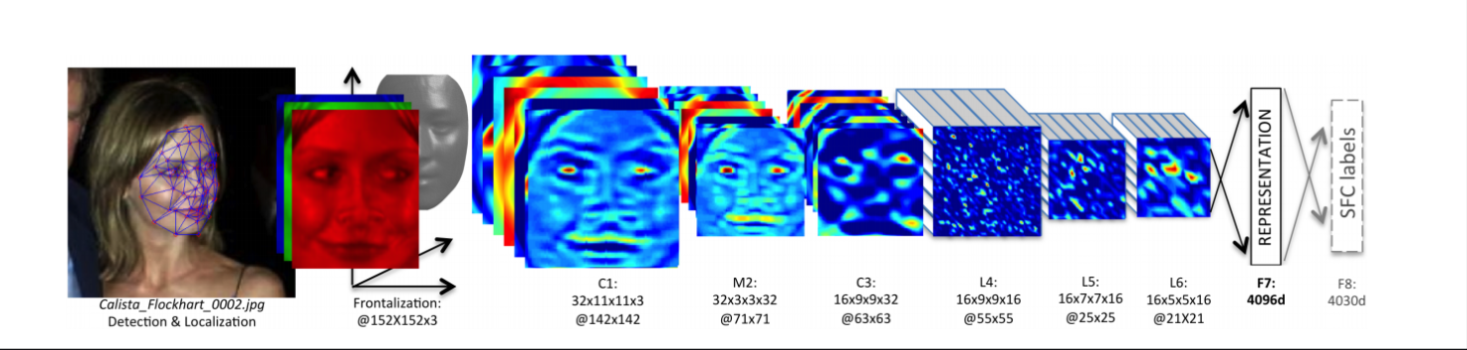 Calista_Flockhart_0002.jpg
Detection & Localization
Frontalization:
@152X152x3
C1:
32x11x11x3
@142x142
M2:
32x3x3x32
@71x71
C3:
16x9x9x32
@63x63
L4:
16x9x9x16
@55x55
L5:
16x7x7x16
@25x25
L6:
16x5x5x16
@21X21
REPRESENTATION
F7:
4096d
SFC labels
F8:
4030d